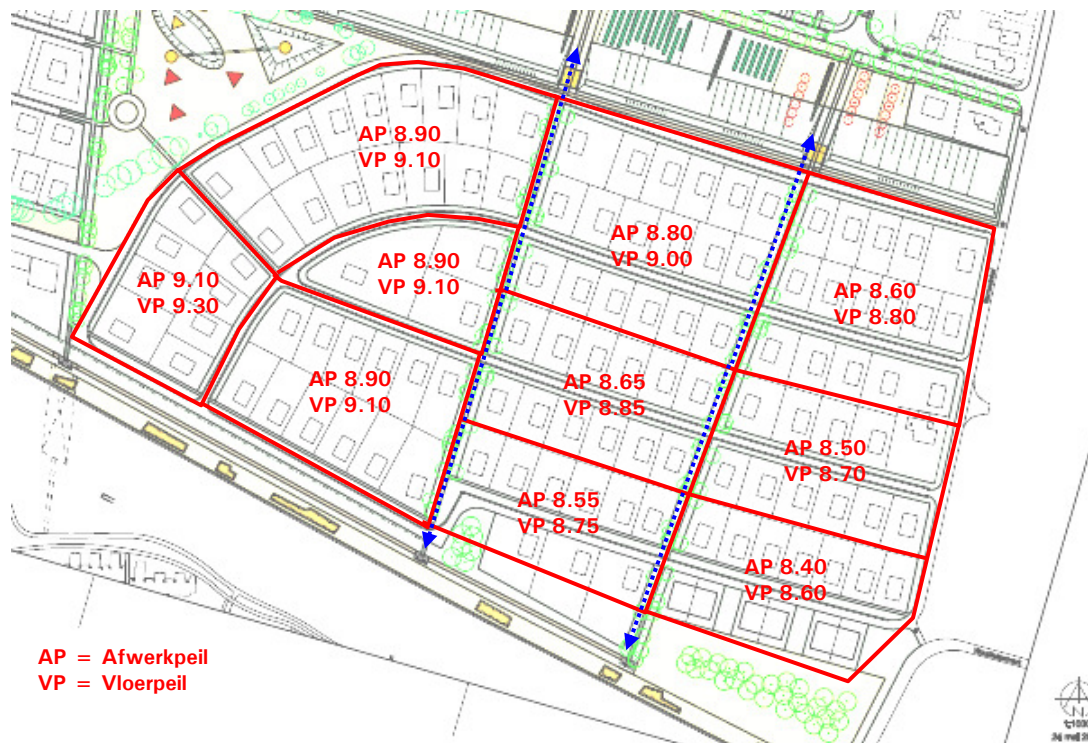 AP 8.90
VP 9.10
AP 8.80
VP 9.00
AP 8.90
VP 9.10
AP 9.10
VP 9.30
AP 8.60
VP 8.80
AP 8.90
VP 9.10
AP 8.65
VP 8.85
AP 8.50
VP 8.70
AP 8.55
VP 8.75
AP 8.40
VP 8.60
AP = Afwerkpeil
VP = Vloerpeil